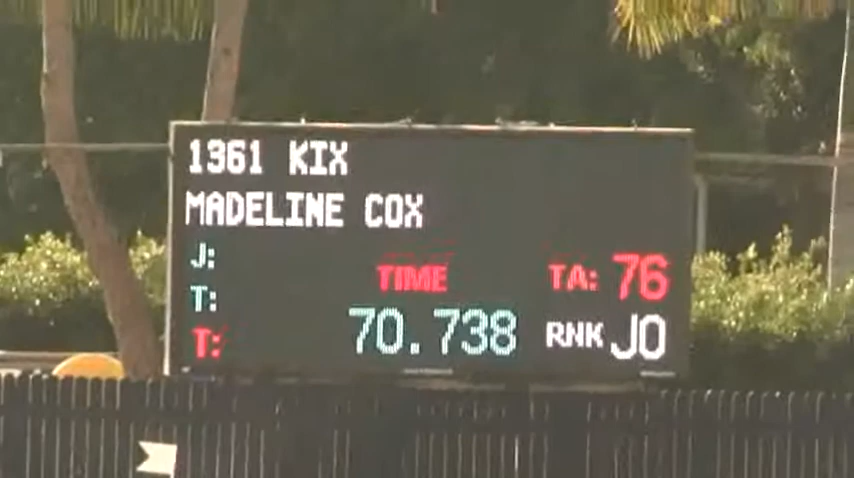 1361 KIX
MADELINE COX
J:
TIME
TA: 76
T:
70.738
RNK JO
T: